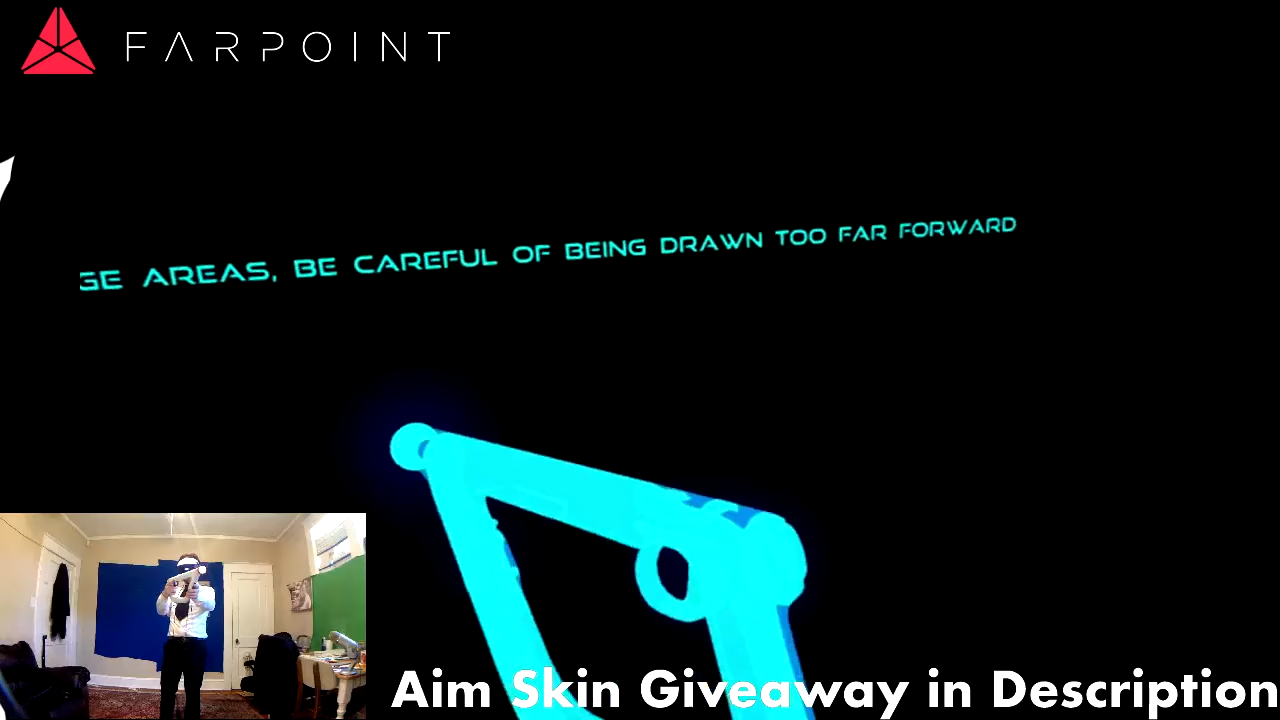 FARPOINT
GE AREAS, BE CAREFUL OF BEING DRAWN TOO FAR FORWARD
Aim Skin Giveaway in Description